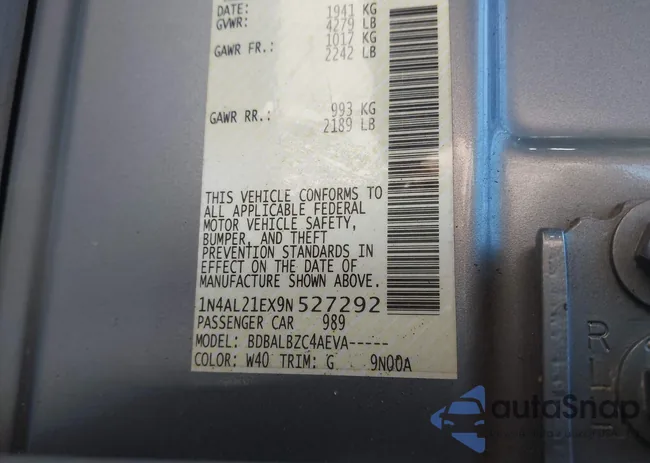 DATE: 1941 KG
GVWR: 4279 LB
1017 KG
GAWR FR.: 2242 LB
993 KG
GAWR RR.: 2189 LB
THIS VEHICLE CONFORMS TO
ALL APPLICABLE FEDERAL
MOTOR VEHICLE SAFETY,
BUMPER, AND THEFT
PREVENTION STANDARDS IN
EFFECT ON THE DATE OF
MANUFACTURE SHOWN ABOVE.
1N4AL21EX9N527292
PASSENGER CAR 989
MODEL: BDBALBZC4AEVA-----
COLOR: W40 TRIM: G 9N00A
R
L
autoSnap